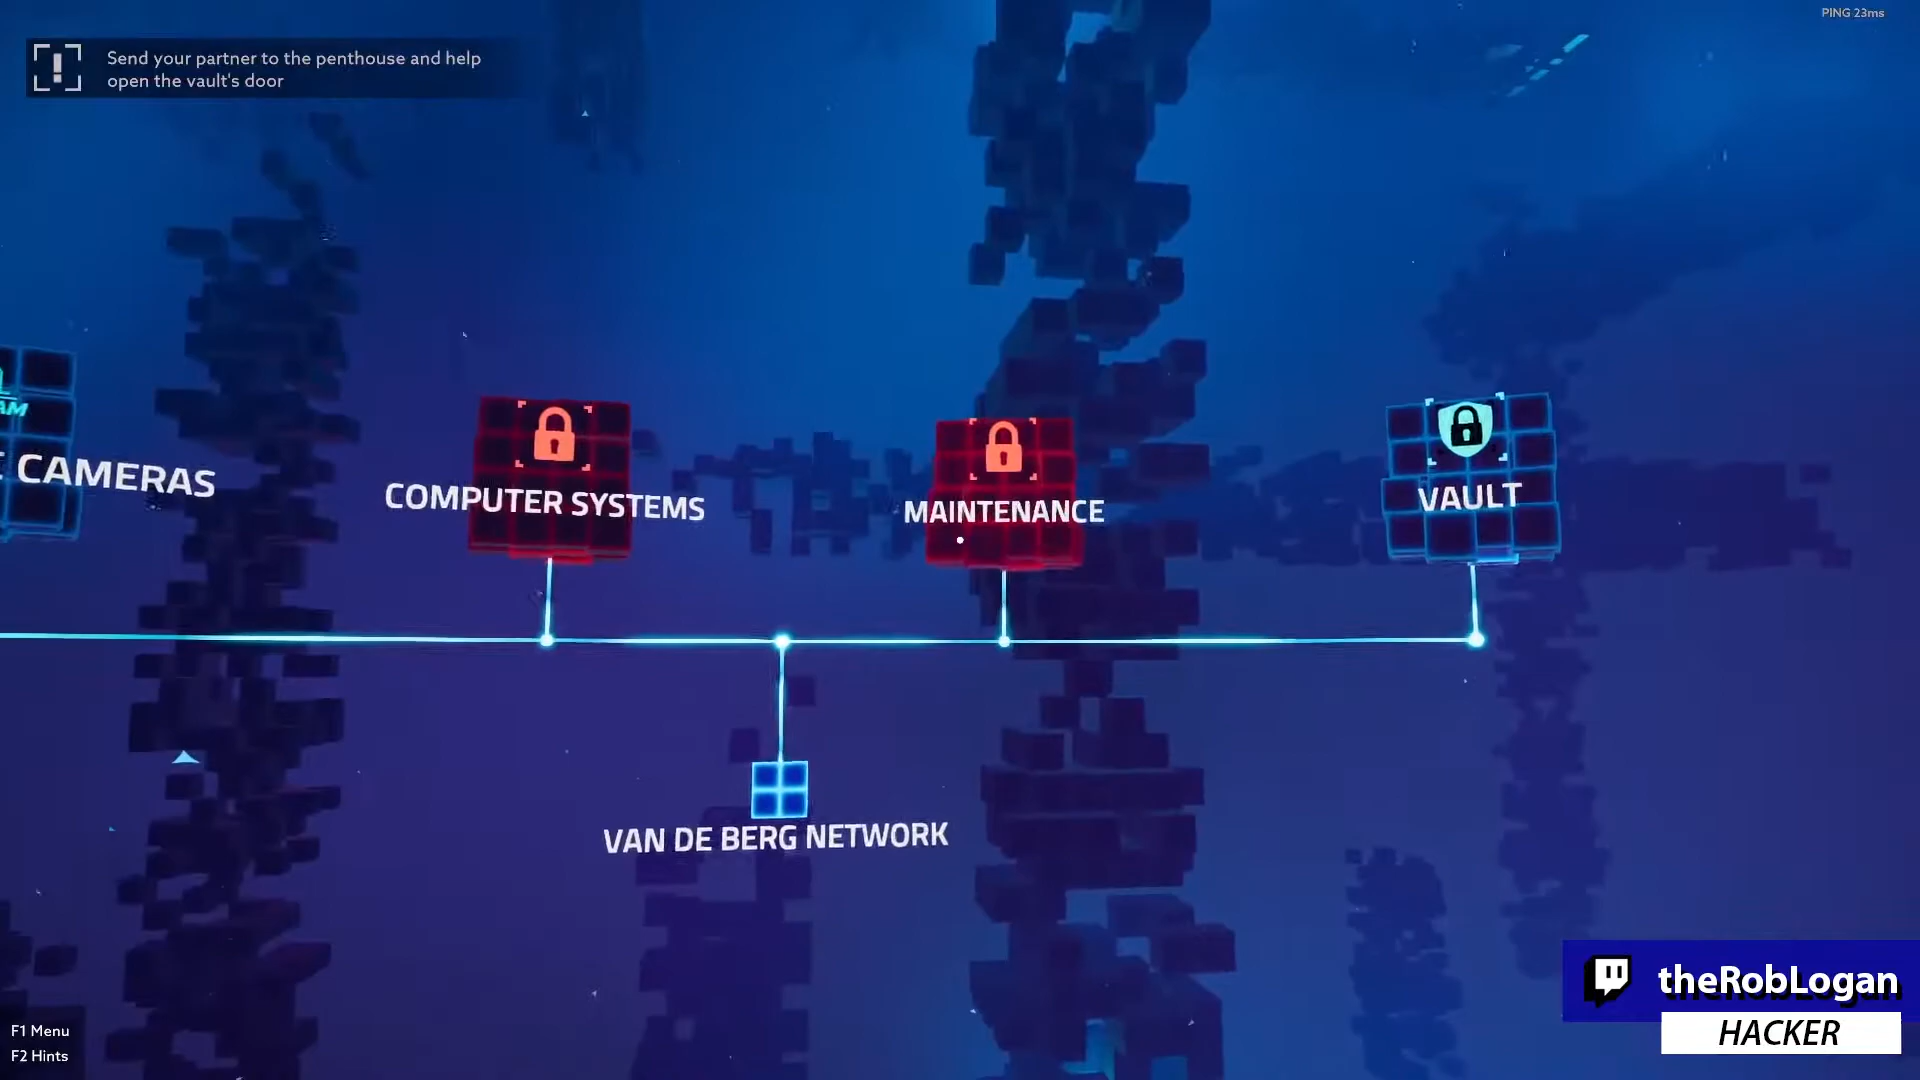 PING 23ms
Send your partner to the penthouse and help
open the vault's door
AM
CAMERAS
COMPUTER SYSTEMS
MAINTENANCE
VAULT
VAN DE BERG NETWORK
theRobLogan
HACKER
F1 Menu
F2 Hints